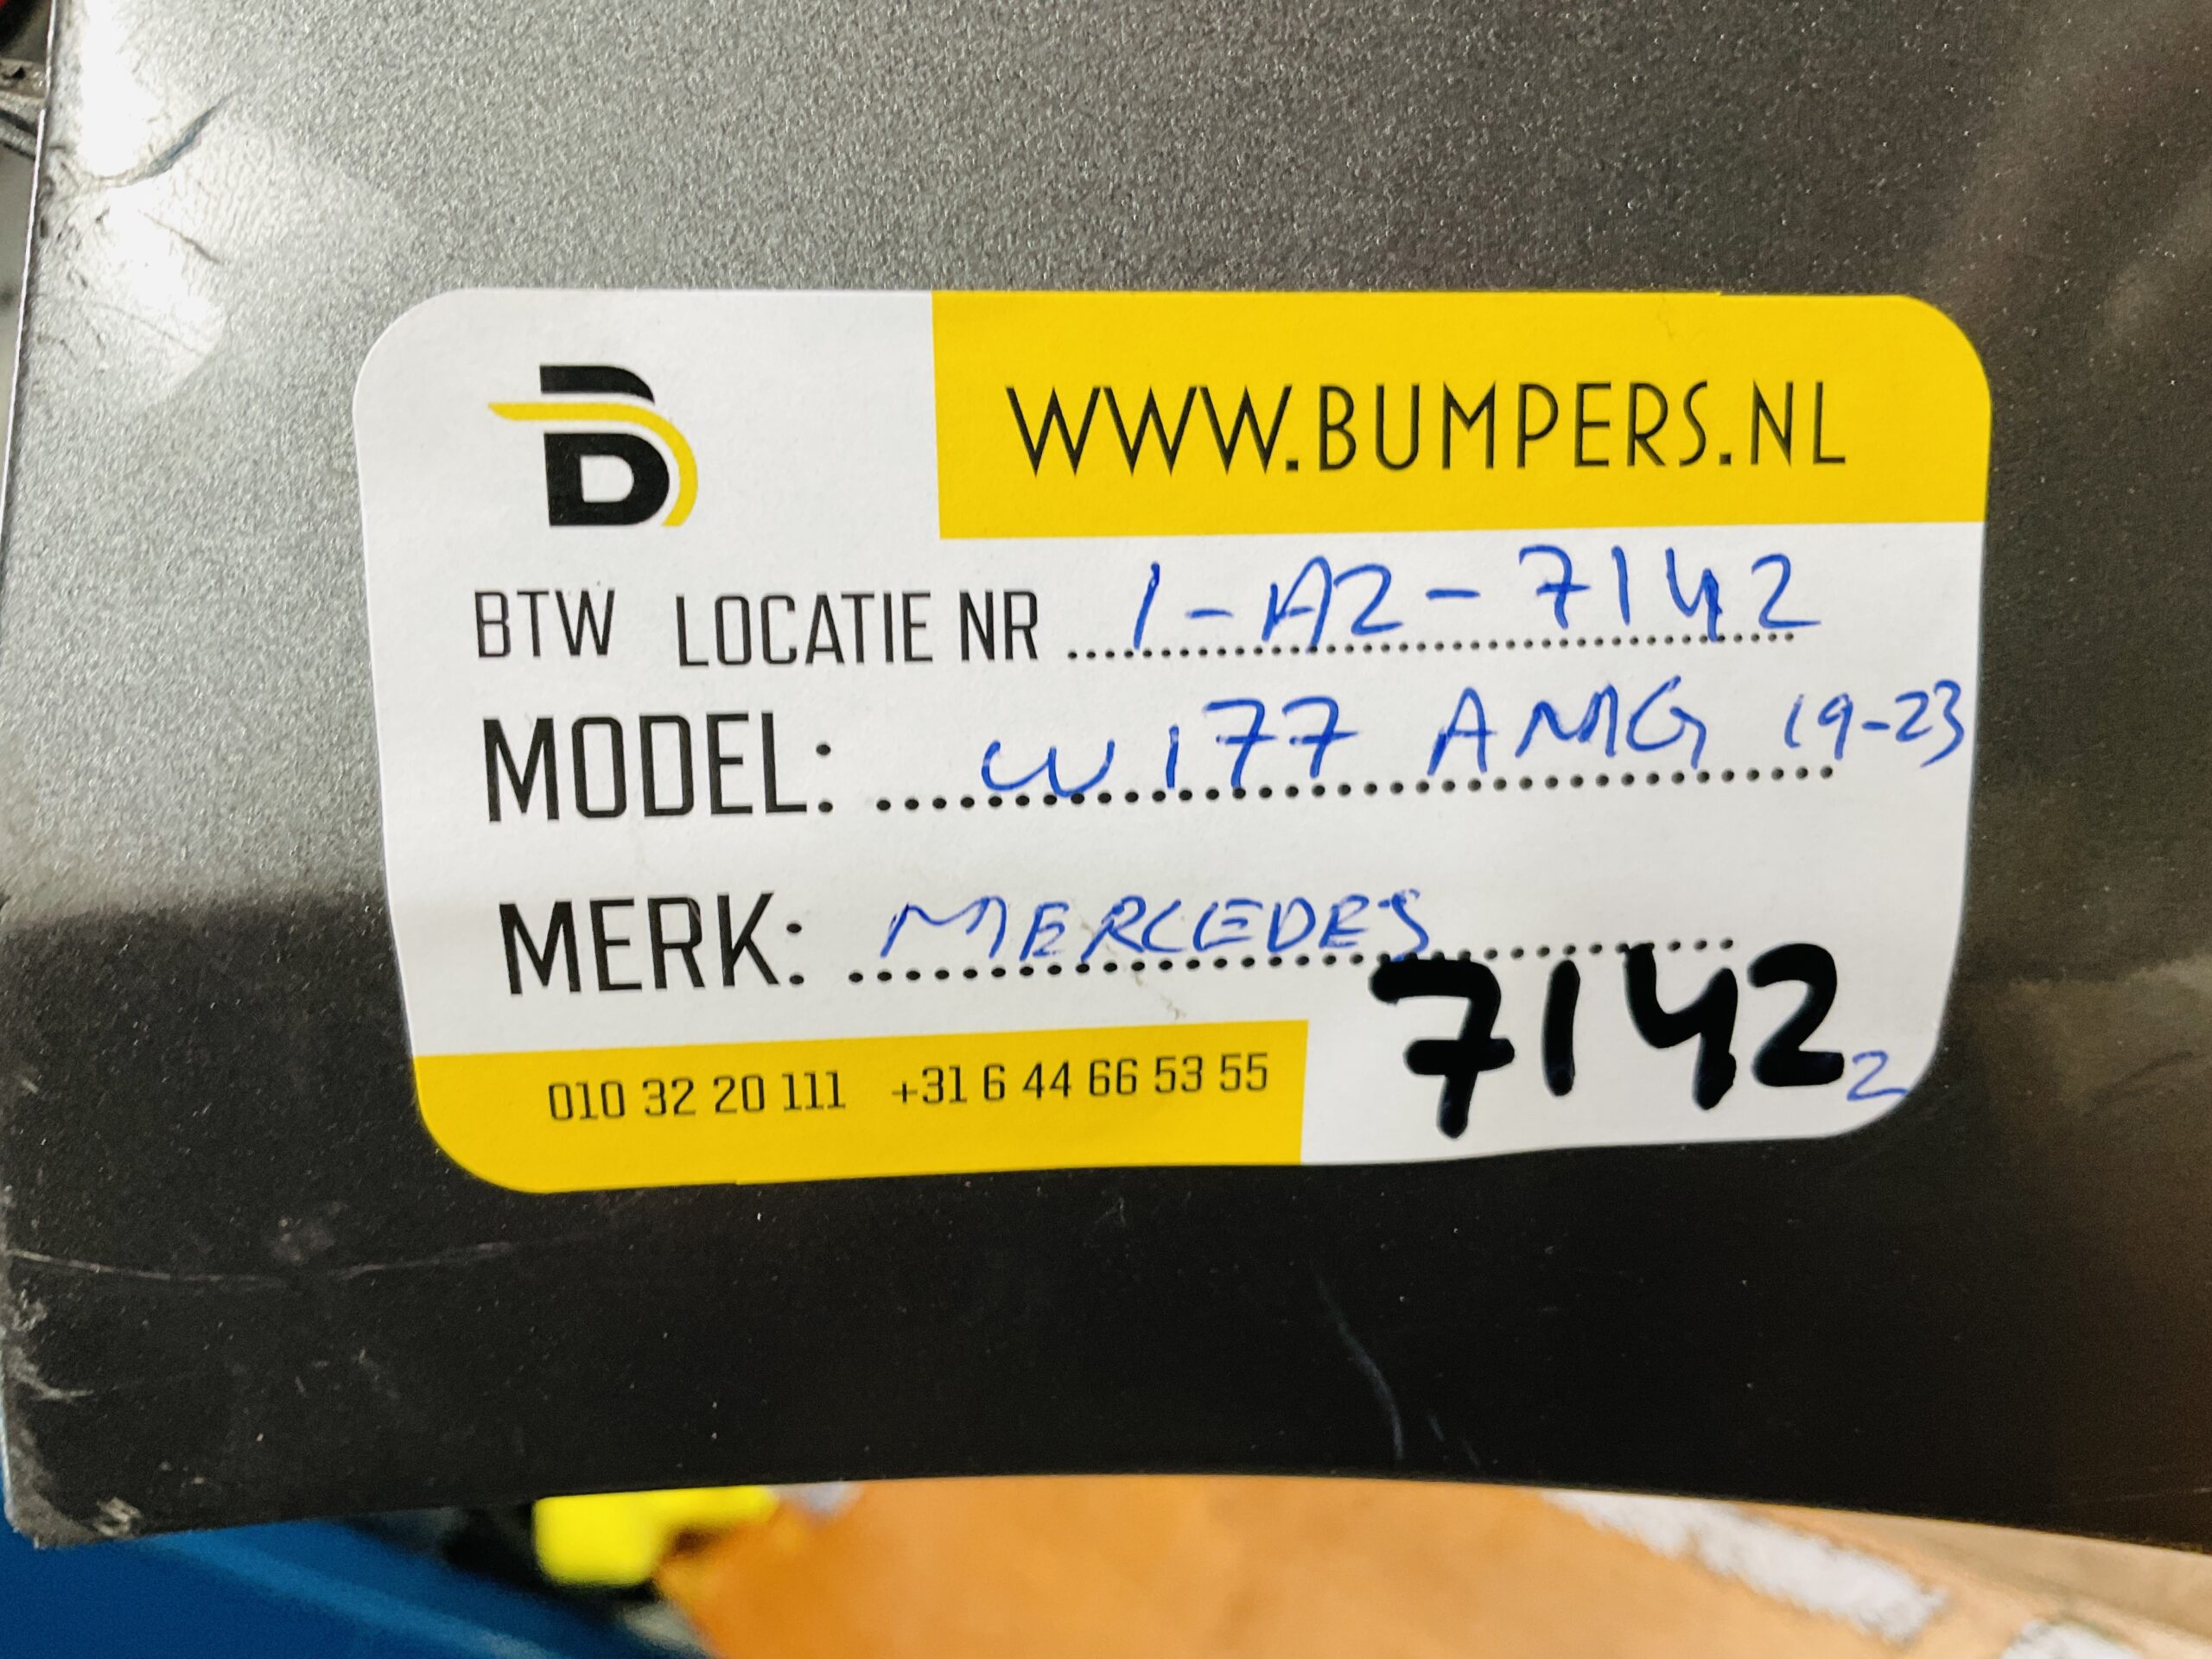 WWW.BUMPERS.NL
BTW LOCATIE NR 1-A2-7142
MODEL: W177 AMG 19-23
MERK: MERCEDES
7142 2
010 32 20 111 +31 6 44 66 53 55